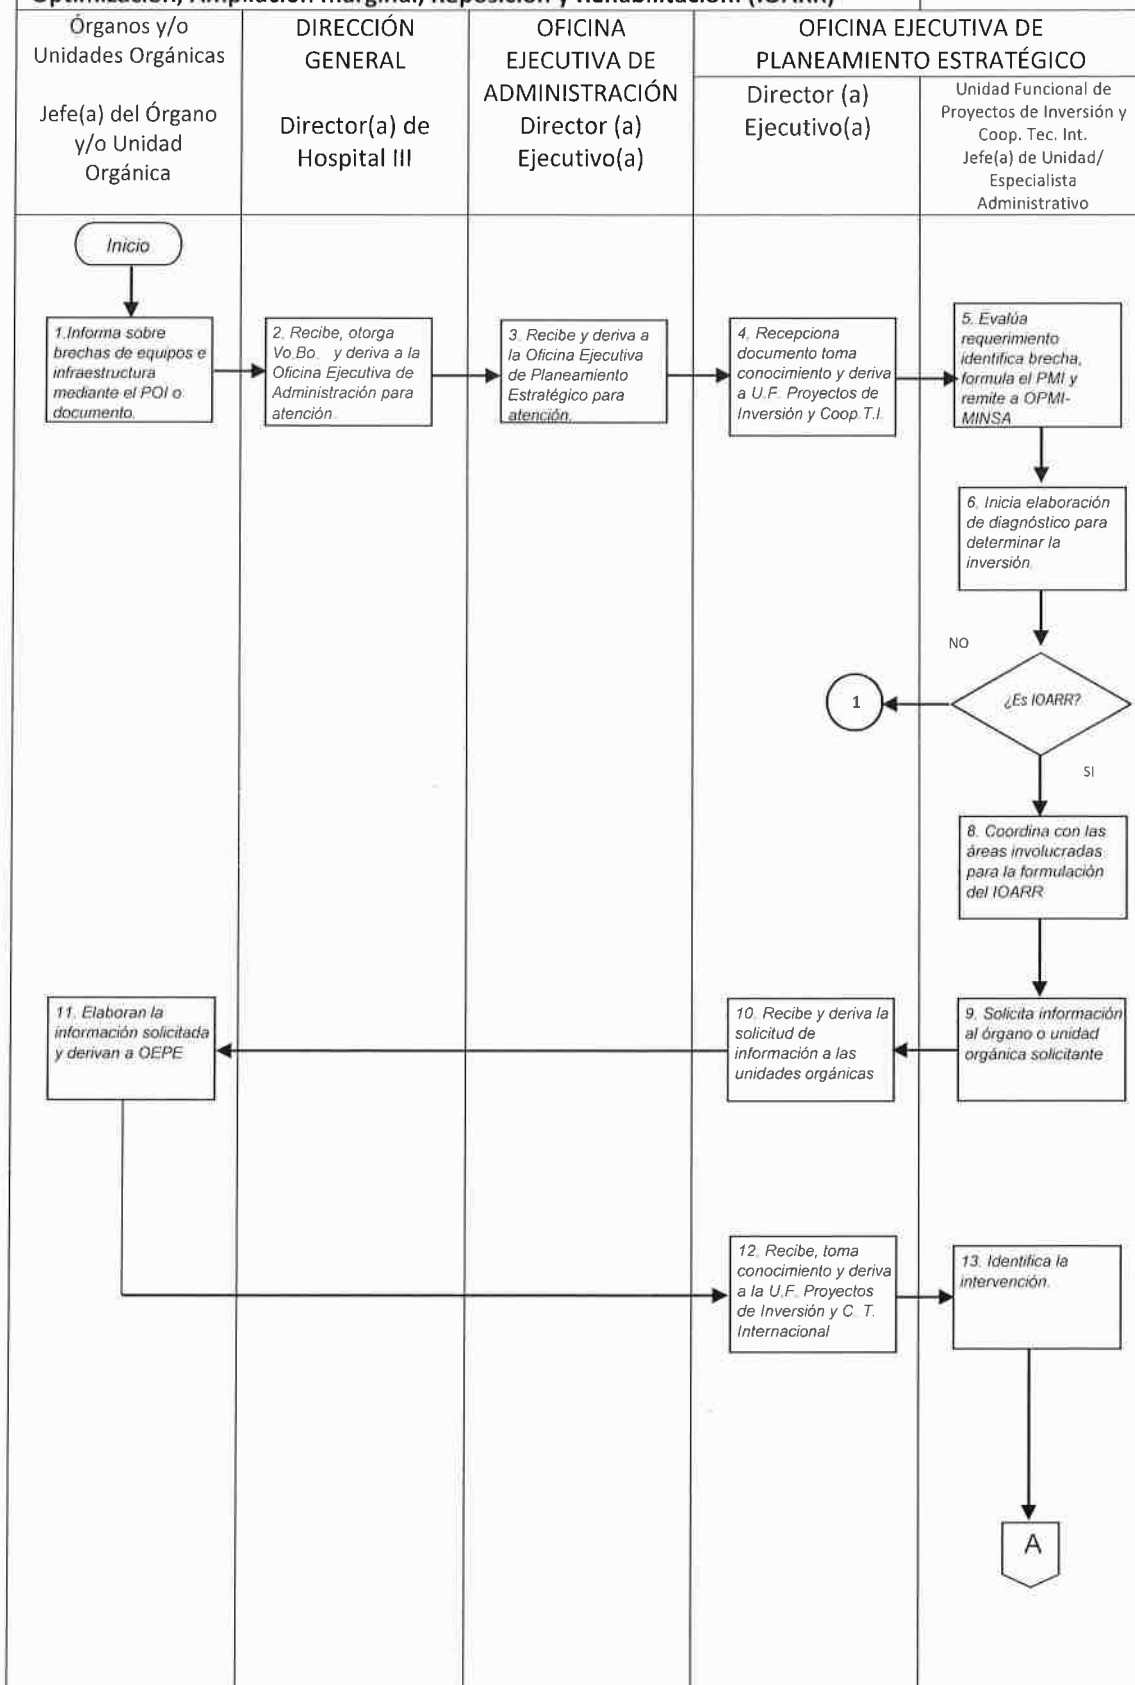 Optimización, Ampliación marginal, Reposición y Rehabilitación. (IOARR)
Órganos y/o
Unidades Orgánicas
Jefe(a) del Órgano
y/o Unidad
Orgánica
DIRECCIÓN
GENERAL
Director(a) de
Hospital III
OFICINA
EJECUTIVA DE
ADMINISTRACIÓN
Director (a)
Ejecutivo(a)
OFICINA EJECUTIVA DE
PLANEAMIENTO ESTRATÉGICO
Director (a)
Ejecutivo(a)
Unidad Funcional de
Proyectos de Inversión y
Coop. Tec. Int.
Jefe(a) de Unidad/
Especialista
Administrativo
Inicio
1.Informa sobre
brechas de equipos e
infraestructura
mediante el POI o
documento.
2. Recibe, otorga
Vo.Bo. y deriva a la
Oficina Ejecutiva de
Administración para
atención.
3. Recibe y deriva a
la Oficina Ejecutiva
de Planeamiento
Estratégico para
atención.
4. Recepciona
documento toma
conocimiento y deriva
a U.F. Proyectos de
Inversión y Coop.T.I.
5. Evalúa
requerimiento
identifica brecha,
formula el PMI y
remite a OPMI-
MINSA
6. Inicia elaboración
de diagnóstico para
determinar la
inversión.
NO
1
¿Es IOARR?
SI
8. Coordina con las
áreas involucradas
para la formulación
del IOARR
11. Elaboran la
información solicitada
y derivan a OEPE
10. Recibe y deriva la
solicitud de
información a las
unidades orgánicas
9. Solicita información
al órgano o unidad
orgánica solicitante
12. Recibe, toma
conocimiento y deriva
a la U.F. Proyectos
de Inversión y C. T.
Internacional
13. Identifica la
intervención.
A